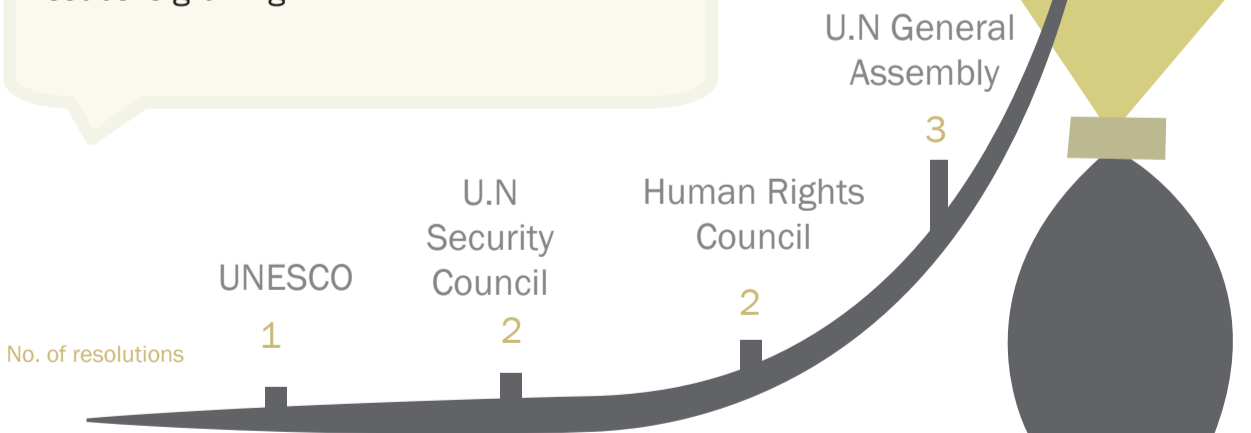 U.N General
Assembly
3
U.N
Security
Council
Human Rights
Council
UNESCO
2
2
1
No. of resolutions